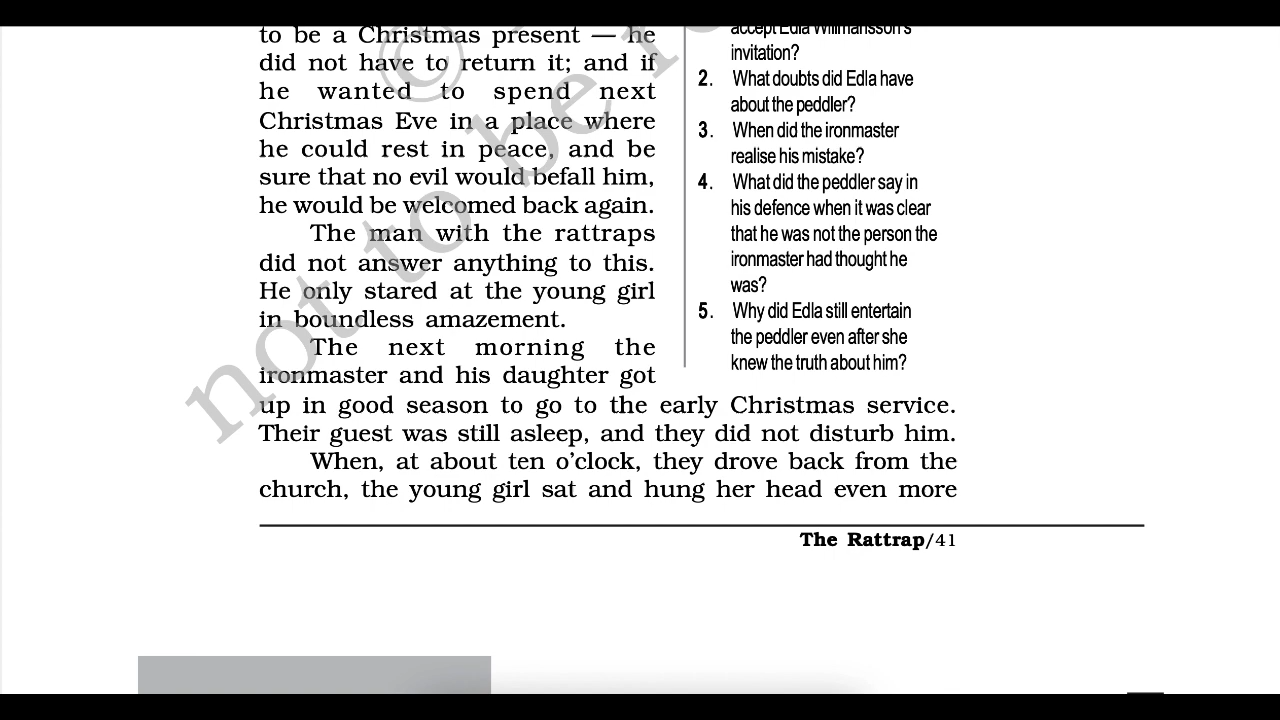 to be a Christmas present — he
did not have to return it; and if
he wanted to spend next
Christmas Eve in a place where
he could rest in peace, and be
sure that no evil would befall him,
he would be welcomed back again.
The man with the rattraps
did not answer anything to this.
He only stared at the young girl
in boundless amazement.
The next morning the
ironmaster and his daughter got
up in good season to go to the early Christmas service.
Their guest was still asleep, and they did not disturb him.
When, at about ten o’clock, they drove back from the
church, the young girl sat and hung her head even more
accept Edla Willmansson’s
invitation?
2. What doubts did Edla have
about the peddler?
3. When did the ironmaster
realise his mistake?
4. What did the peddler say in
his defence when it was clear
that he was not the person the
ironmaster had thought he
was?
5. Why did Edla still entertain
the peddler even after she
knew the truth about him?
The Rattrap/41
© not to be re